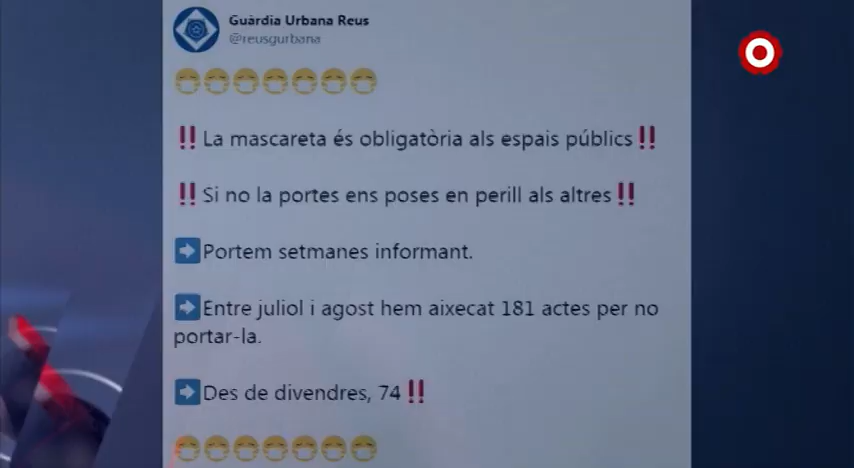 Guàrdia Urbana Reus
@reusgurbana
😷😷😷😷😷😷😷
‼️La mascareta és obligatòria als espais públics‼️
‼️Si no la portes ens poses en perill als altres‼️
➡️Portem setmanes informant.
➡️Entre juliol i agost hem aixecat 181 actes per no
portar-la.
➡️Des de divendres, 74‼️
😷😷😷😷😷😷😷